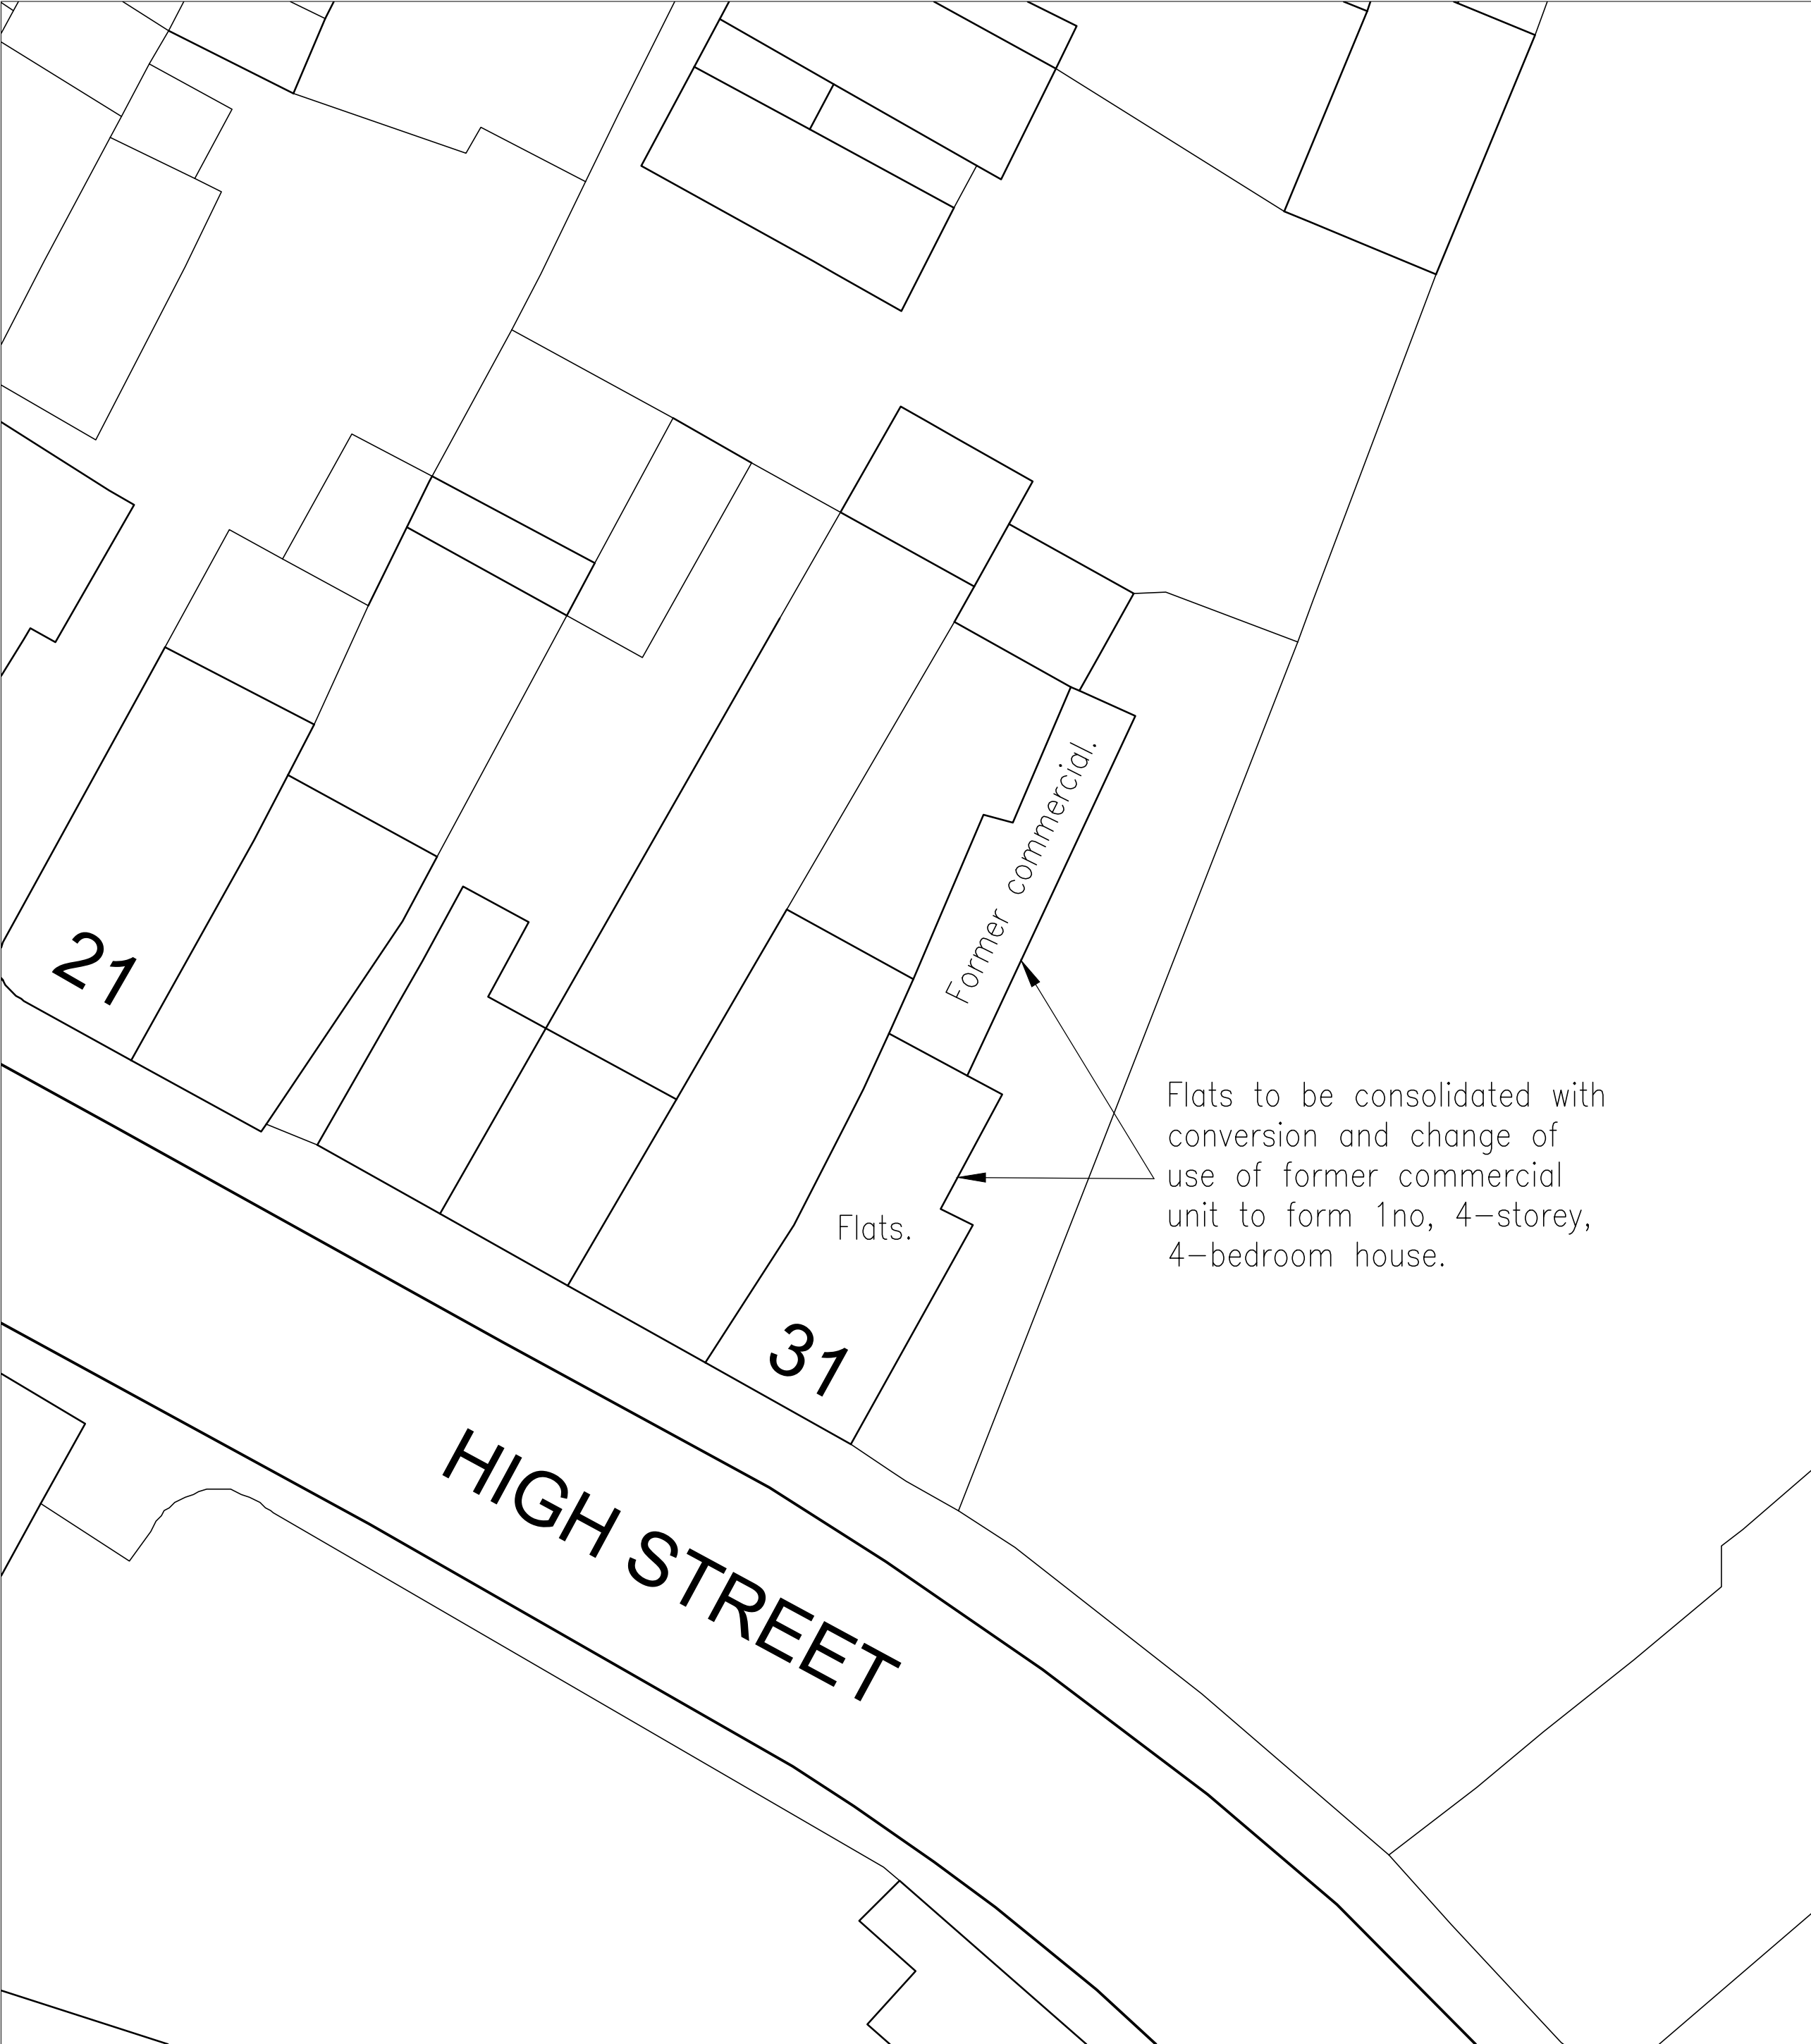 Former commercial.
21
Flats to be consolidated with
conversion and change of
use of former commercial
unit to form 1no, 4-storey,
4-bedroom house.
Flats.
31
HIGH STREET